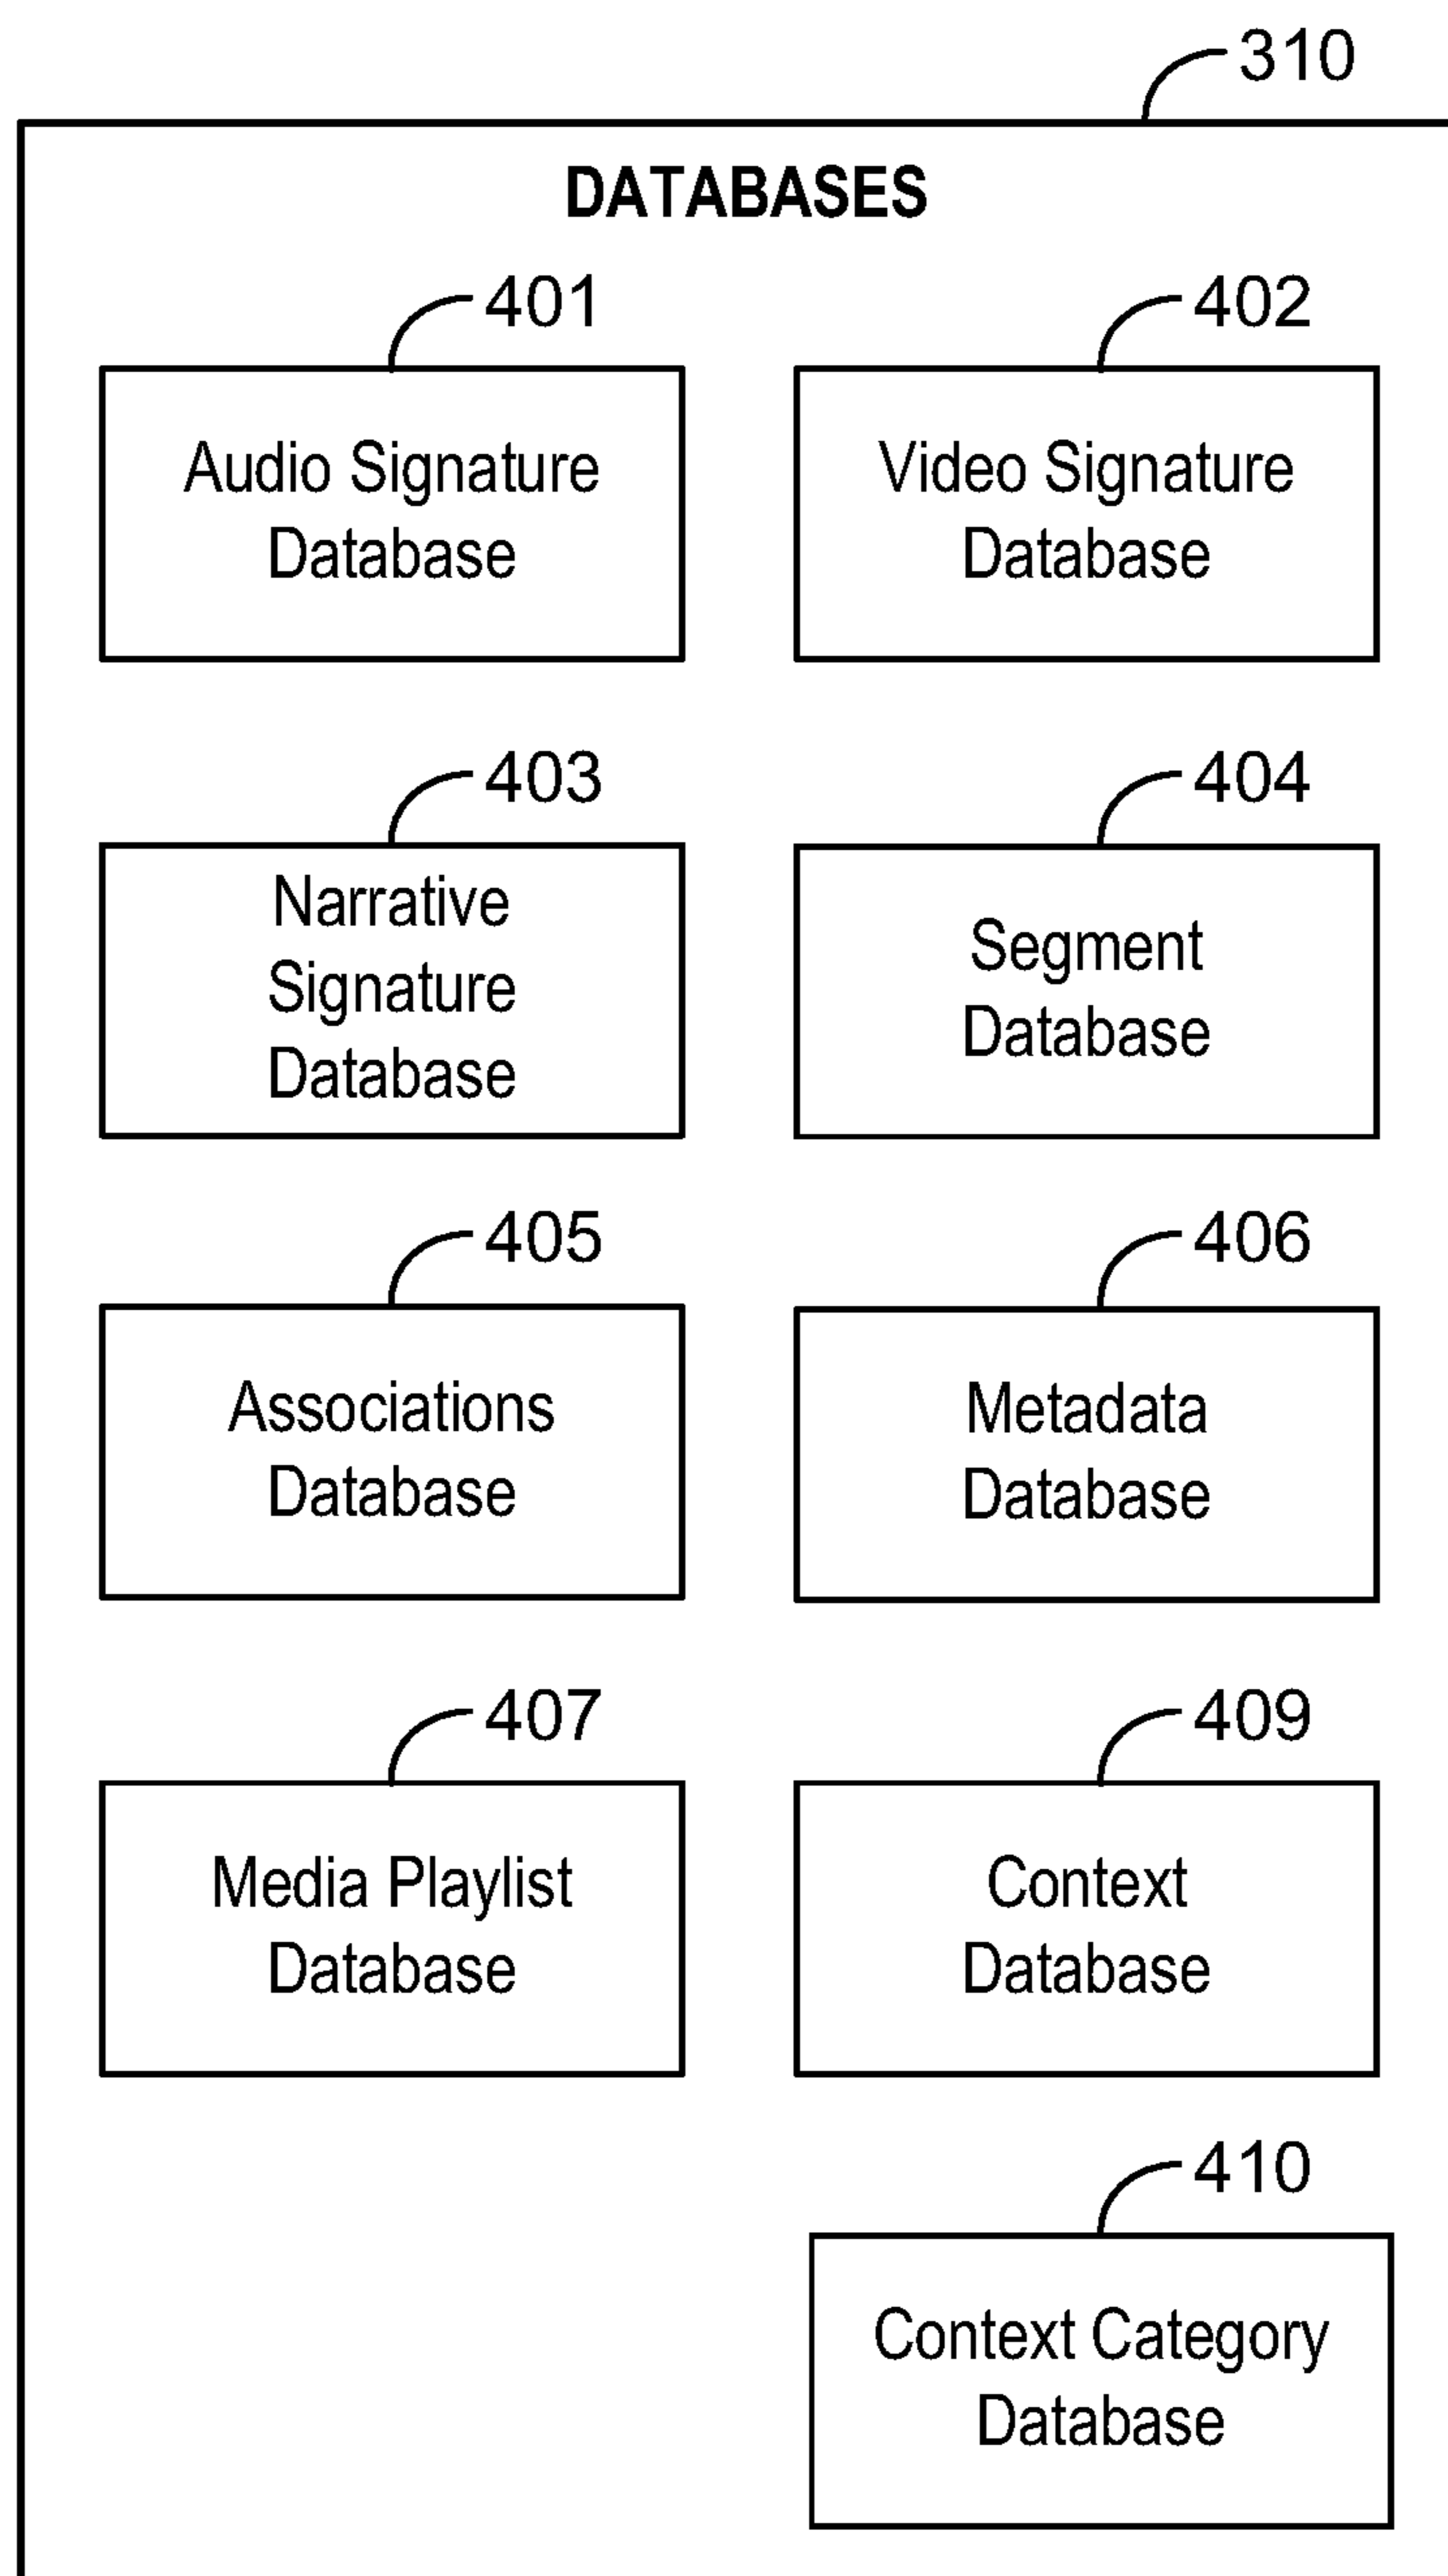 310
DATABASES
401
Audio Signature
Database
402
Video Signature
Database
403
Narrative
Signature
Database
404
Segment
Database
405
Associations
Database
406
Metadata
Database
407
Media Playlist
Database
409
Context
Database
410
Context Category
Database